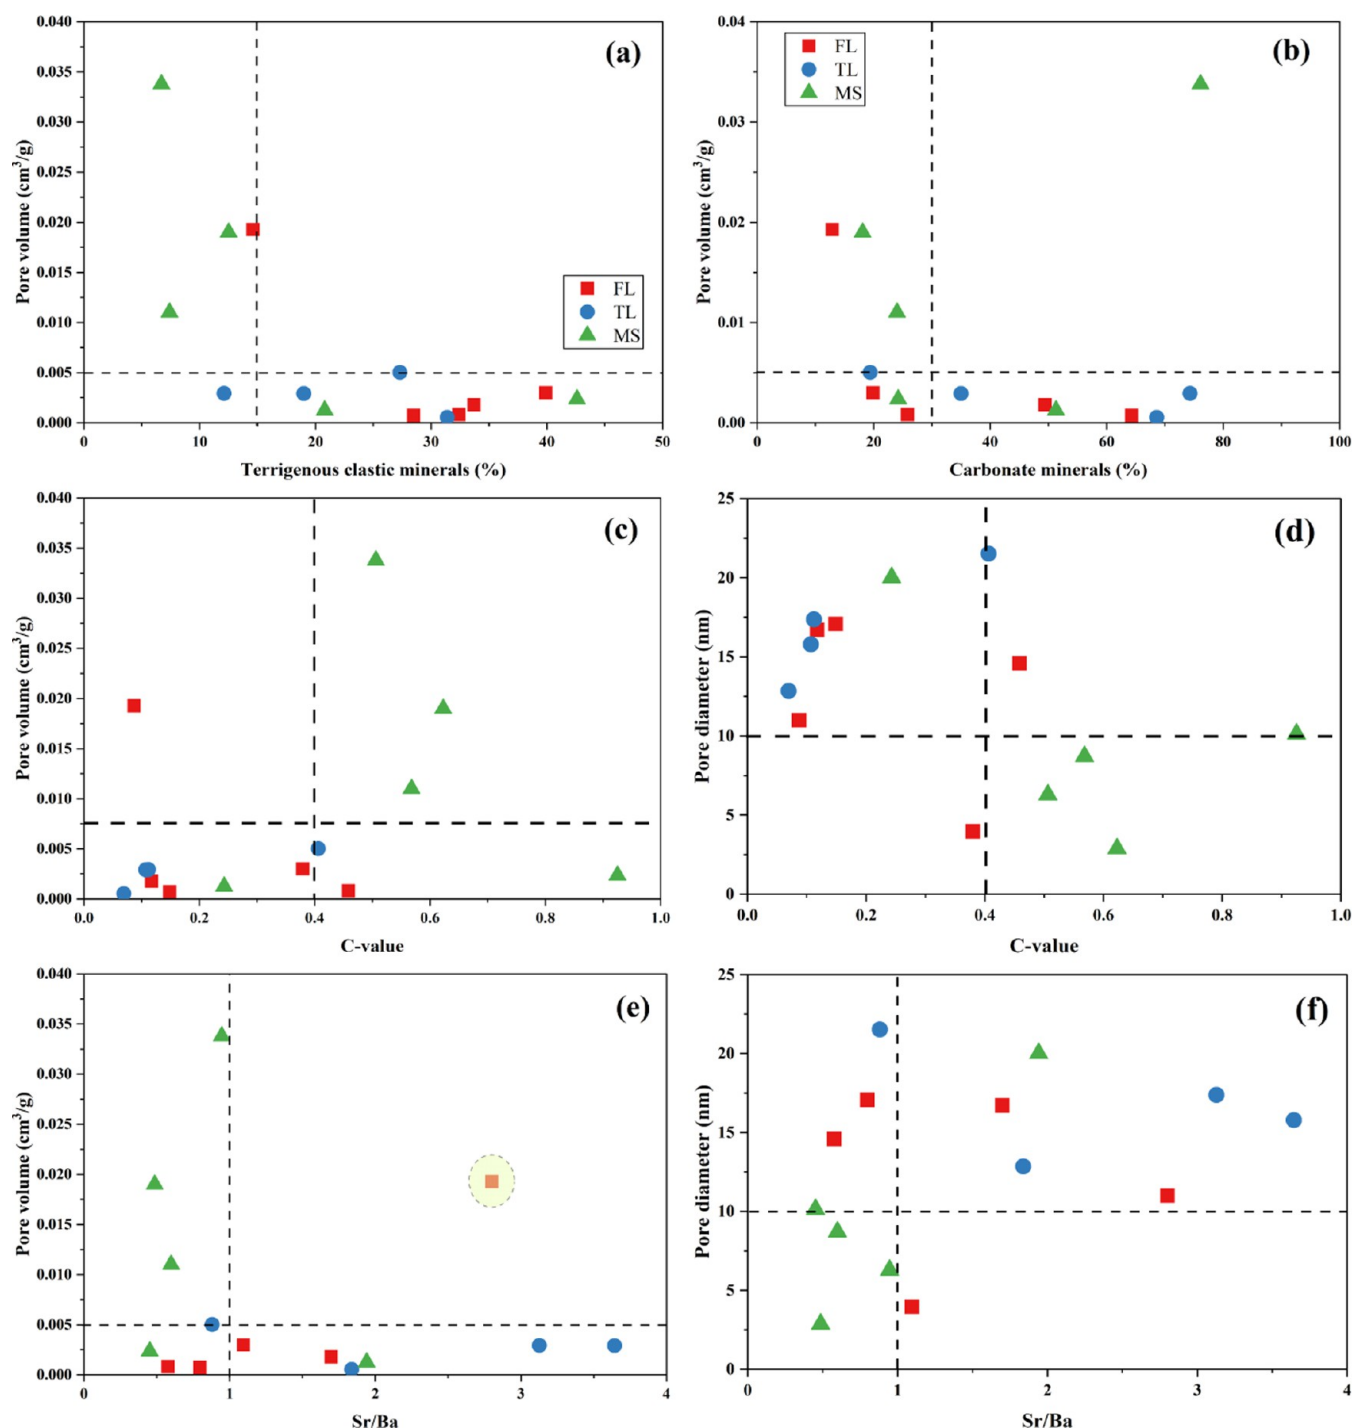 (a)
0.040
0.035
0.030
0.025
0.020
0.015
0.010
0.005
0.000
Pore volume (cm³/g)
FL
TL
MS
0 10 20 30 40 50
Terrigenous clastic minerals (%)
(b)
FL
TL
MS
0.04
0.03
0.02
0.01
0.00
Pore volume (cm³/g)
0 20 40 60 80 100
Carbonate minerals (%)
(c)
0.040
0.035
0.030
0.025
0.020
0.015
0.010
0.005
0.000
Pore volume (cm³/g)
0.0 0.2 0.4 0.6 0.8 1.0
C-value
(d)
25
20
15
10
5
0
Pore diameter (nm)
0.0 0.2 0.4 0.6 0.8 1.0
C-value
(e)
0.040
0.035
0.030
0.025
0.020
0.015
0.010
0.005
0.000
Pore volume (cm³/g)
0 1 2 3 4
Sr/Ba
(f)
25
20
15
10
5
0
Pore diameter (nm)
0 1 2 3 4
Sr/Ba